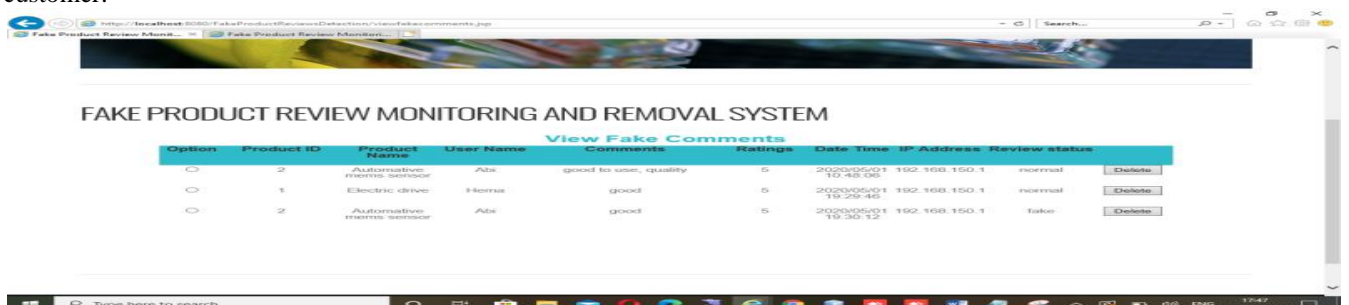 customer.
http://localhost:8080/FakeProductReviewsDetection/viewfakecomments.jsp Search...
Fake Product Review Monit... Fake Product Review Monitori...
FAKE PRODUCT REVIEW MONITORING AND REMOVAL SYSTEM
View Fake Comments
Option Product ID Product Name User Name Comments Ratings Date Time IP Address Review status
2 Automative mems sensor Abi good to use, quality 5 2020/05/01 10:48:06 192.168.150.1 normal Delete
1 Electric drive Hema good 5 2020/05/01 19:29:46 192.168.150.1 normal Delete
2 Automative mems sensor Abi good 5 2020/05/01 19:30:12 192.168.150.1 fake Delete
Type here to search ENG 17:47